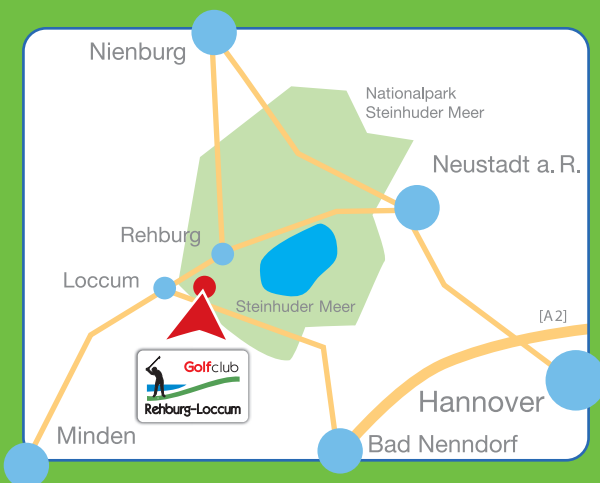 Nienburg
Nationalpark
Steinhuder Meer
Neustadt a. R.
Rehburg
Loccum
Steinhuder Meer
[A 2]
Golfclub
Rehburg-Loccum
Hannover
Minden
Bad Nenndorf